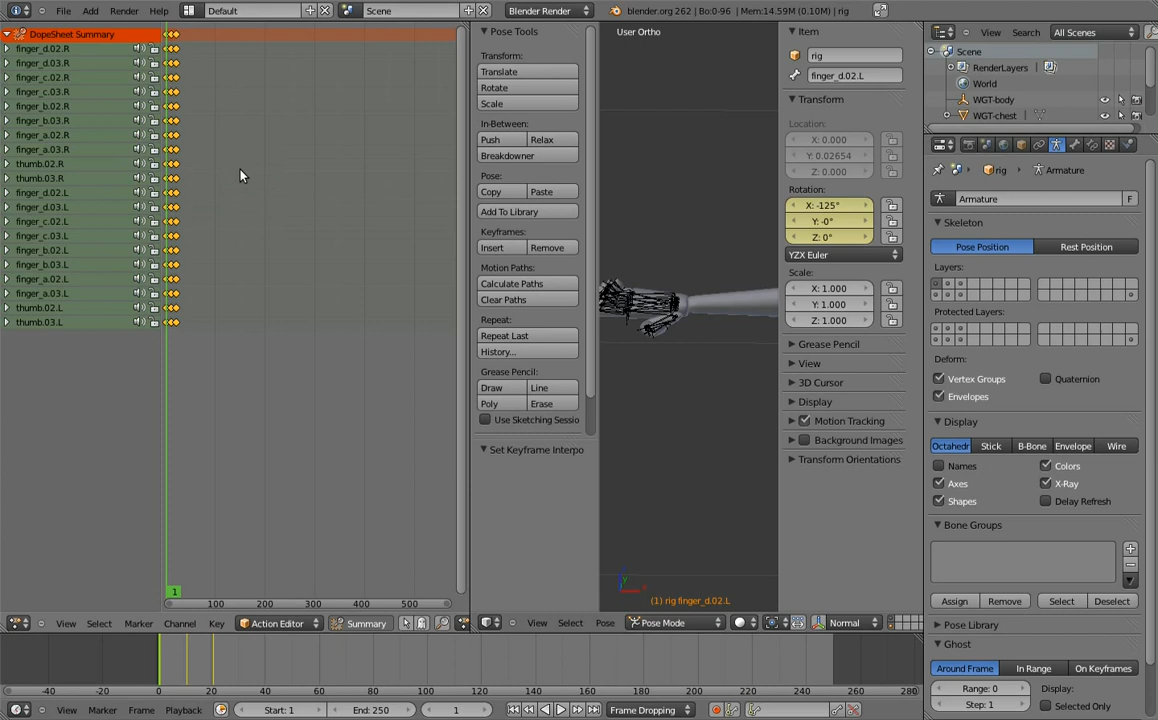 File Add Render Help Default Scene Blender Render blender.org 262 | Bo:0-96 | Mem:14.59M (0.10M) | rig
DopeSheet Summary
finger_d.02.R
finger_d.03.R
finger_c.02.R
finger_c.03.R
finger_b.02.R
finger_b.03.R
finger_a.02.R
finger_a.03.R
thumb.02.R
thumb.03.R
finger_d.02.L
finger_d.03.L
finger_c.02.L
finger_c.03.L
finger_b.02.L
finger_b.03.L
finger_a.02.L
finger_a.03.L
thumb.02.L
thumb.03.L
1
100 200 300 400 500
View Select Marker Channel Key Action Editor Summary
Pose Tools
Transform:
Translate
Rotate
Scale
In-Between:
Push Relax
Breakdowner
Pose:
Copy Paste
Add To Library
Keyframes:
Insert Remove
Motion Paths:
Calculate Paths
Clear Paths
Repeat:
Repeat Last
History...
Grease Pencil:
Draw Line
Poly Erase
Use Sketching Sessio
Set Keyframe Interpo
User Ortho
(1) rig finger_d.02.L
View Select Pose Pose Mode Normal
Item
rig
finger_d.02.L
Transform
Location:
X: 0.000
Y: 0.02654
Z: 0.000
Rotation:
X: -125°
Y: -0°
Z: 0°
YZX Euler
Scale:
X: 1.000
Y: 1.000
Z: 1.000
Grease Pencil
View
3D Cursor
Display
Motion Tracking
Background Images
Transform Orientations
View Search All Scenes
Scene
RenderLayers
World
WGT-body
WGT-chest
rig Armature
Armature F
Skeleton
Pose Position Rest Position
Layers:
Protected Layers:
Deform:
Vertex Groups Quaternion
Envelopes
Display
Octahedr Stick B-Bone Envelope Wire
Names Colors
Axes X-Ray
Shapes Delay Refresh
Bone Groups
Assign Remove Select Deselect
Pose Library
Ghost
Around Frame In Range On Keyframes
Range: 0 Display:
Step: 1 Selected Only
-40 -20 0 20 40 60 80 100 120 140 160 180 200 220 240 260 280
View Marker Frame Playback Start: 1 End: 250 1 Frame Dropping